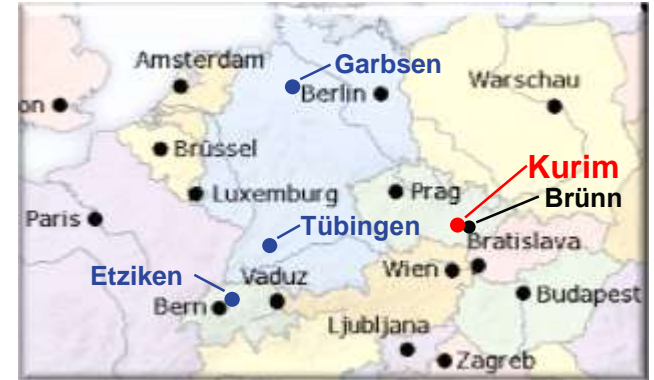 Amsterdam
Garbsen
Berlin
Warschau
on
Brüssel
Kurim
Luxemburg
Prag
Brünn
Paris
Tübingen
Bratislava
Etziken
Vaduz
Wien
Bern
Budapest
Ljubljana
Zagreb